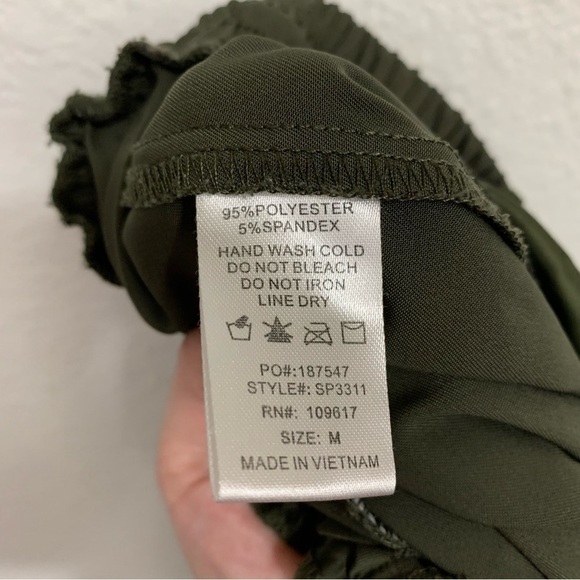 95%POLYESTER
5%SPANDEX
HAND WASH COLD
DO NOT BLEACH
DO NOT IRON
LINE DRY
PO#:187547
STYLE#: SP3311
RN#: 109617
SIZE: M
MADE IN VIETNAM